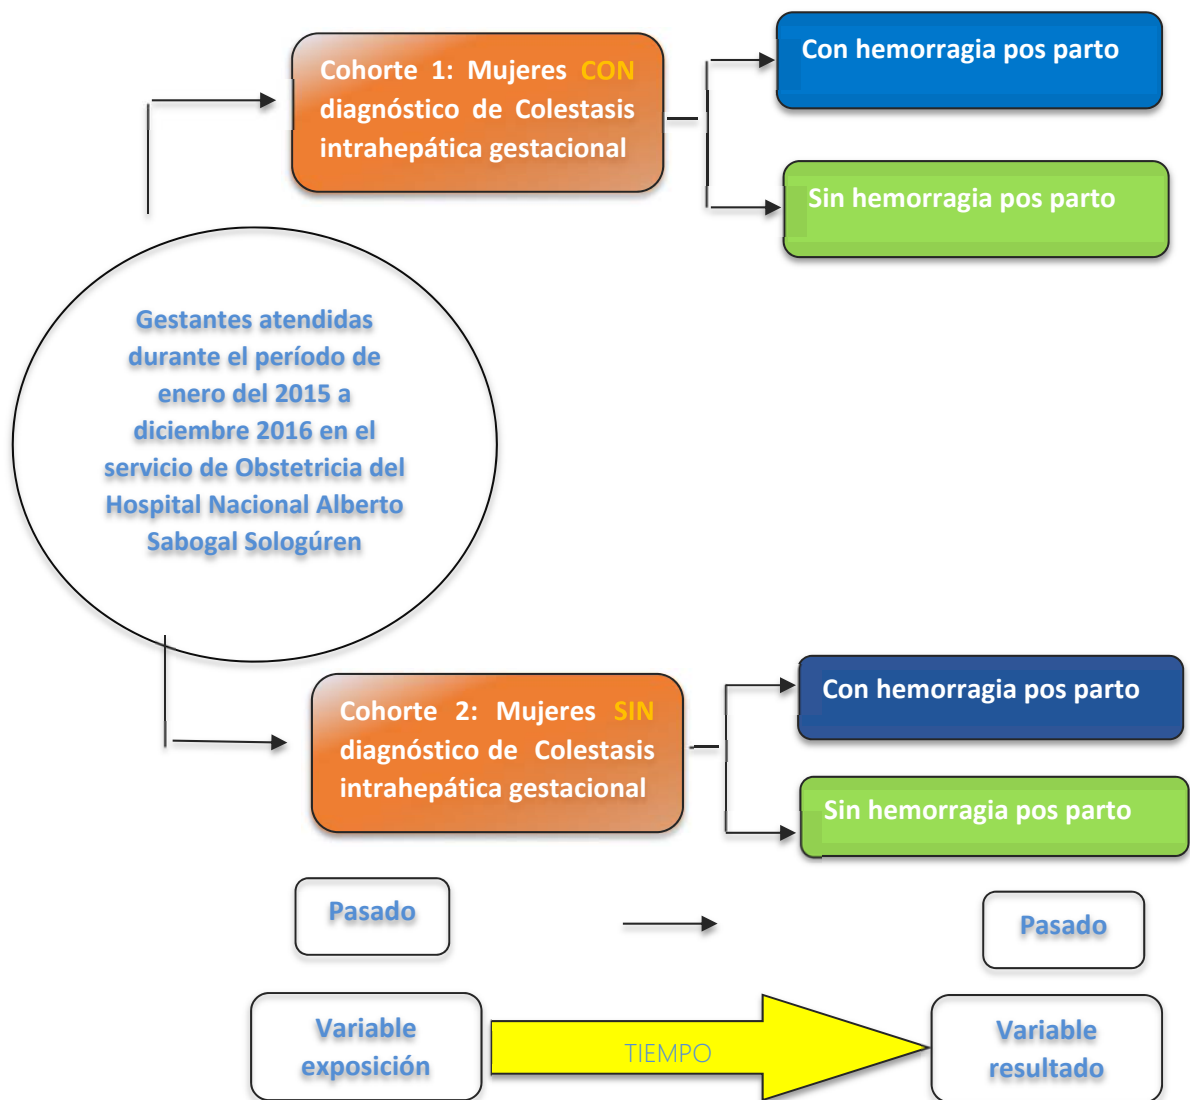 Cohorte 1: Mujeres CON
diagnóstico de Colestasis
intrahepática gestacional
Con hemorragia pos parto
Sin hemorragia pos parto
Gestantes atendidas
durante el período de
enero del 2015 a
diciembre 2016 en el
servicio de Obstetricia del
Hospital Nacional Alberto
Sabogal Sologúren
Cohorte 2: Mujeres SIN
diagnóstico de Colestasis
intrahepática gestacional
Con hemorragia pos parto
Sin hemorragia pos parto
Pasado
Pasado
Variable
exposición
TIEMPO
Variable
resultado